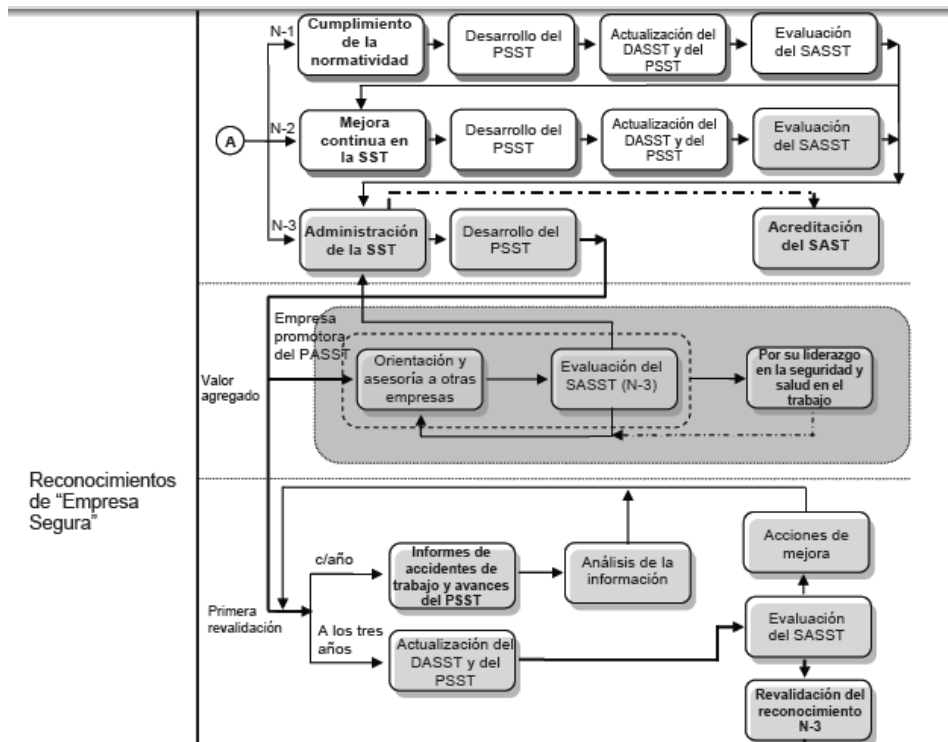 N-1
Cumplimiento
de la
normatividad
Desarrollo del
PSST
Actualización del
DASST y del
PSST
Evaluación
del SASST
A
N-2
Mejora
continua en
la SST
Desarrollo del
PSST
Actualización del
DASST y del
PSST
Evaluación
del SASST
N-3
Administración
de la SST
Desarrollo del
PSST
Acreditación
del SAST
Valor
agregado
Empresa
promotora
del PASST
Orientación y
asesoría a otras
empresas
Evaluación del
SASST (N-3)
Por su liderazgo
en la seguridad y
salud en el
trabajo
Reconocimientos
de “Empresa
Segura”
Primera
revalidación
c/año
Informes de
accidentes de
trabajo y avances
del PSST
Análisis de la
información
Acciones de
mejora
A los tres
años
Actualización del
DASST y del
PSST
Evaluación
del SASST
Revalidación del
reconocimiento
N-3